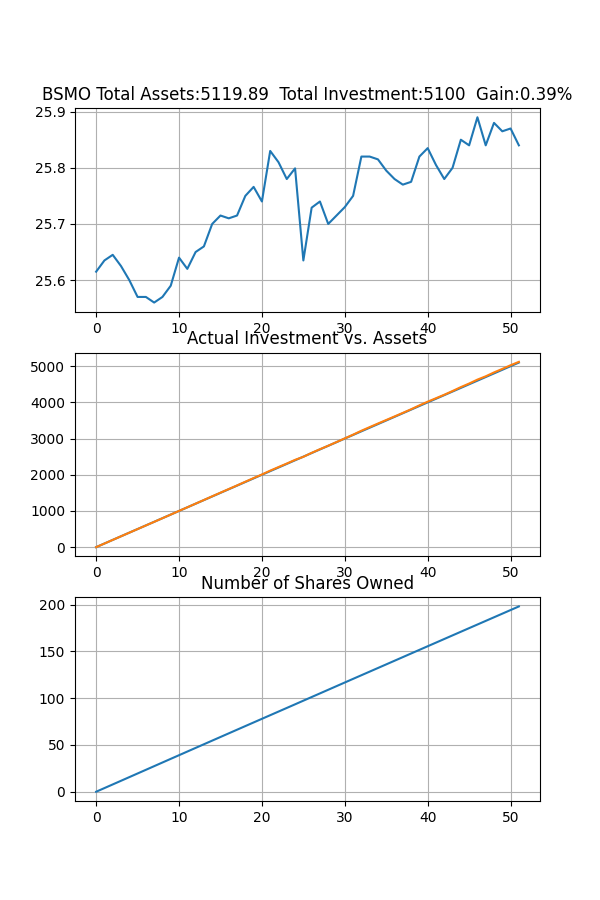 BSMO Total Assets:5119.89  Total Investment:5100  Gain:0.39%
25.9
25.8
25.7
25.6
0 10 20 30 40 50
Actual Investment vs. Assets
5000
4000
3000
2000
1000
0
0 10 20 30 40 50
Number of Shares Owned
200
150
100
50
0
0 10 20 30 40 50